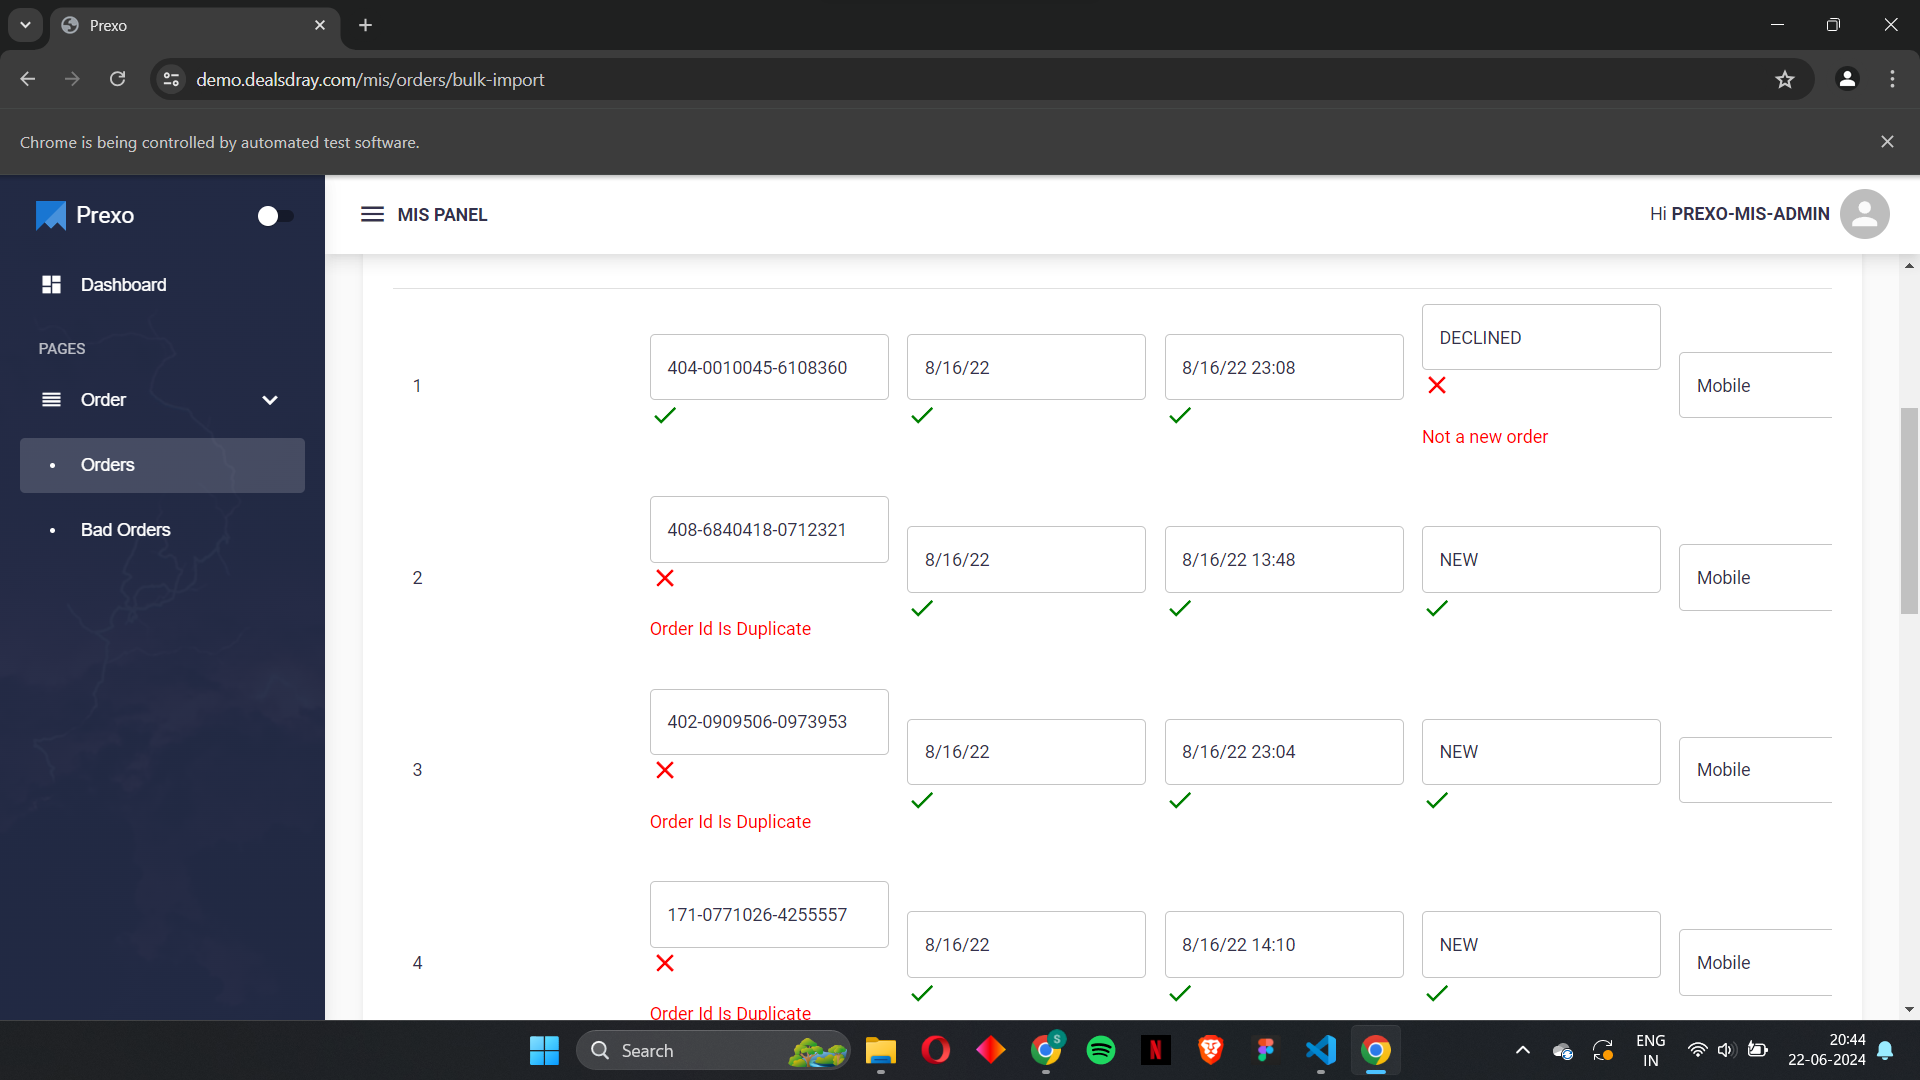 Prexo
demo.dealsdray.com/mis/orders/bulk-import
Chrome is being controlled by automated test software.
Prexo
MIS PANEL
Hi PREXO-MIS-ADMIN
Dashboard
PAGES
Order
Orders
Bad Orders
1
404-0010045-6108360
8/16/22
8/16/22 23:08
DECLINED
Not a new order
Mobile
2
408-6840418-0712321
Order Id Is Duplicate
8/16/22
8/16/22 13:48
NEW
Mobile
3
402-0909506-0973953
Order Id Is Duplicate
8/16/22
8/16/22 23:04
NEW
Mobile
4
171-0771026-4255557
Order Id Is Duplicate
8/16/22
8/16/22 14:10
NEW
Mobile
Search
S
N
ENG
IN
20:44
22-06-2024